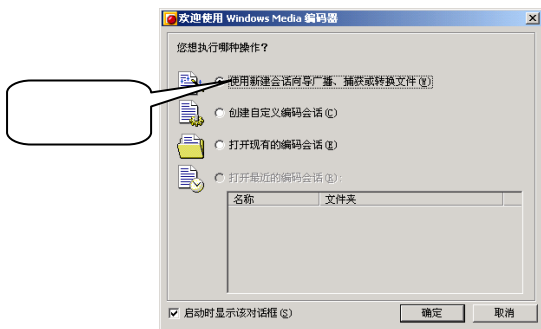 欢迎使用 Windows Media 编码器
您想执行哪种操作？
使用新建会话向导广播、捕获或转换文件(W)
创建自定义编码会话(C)
打开现有的编码会话(E)
打开最近的编码会话(R):
名称 文件夹
启动时显示该对话框(S)
确定 取消